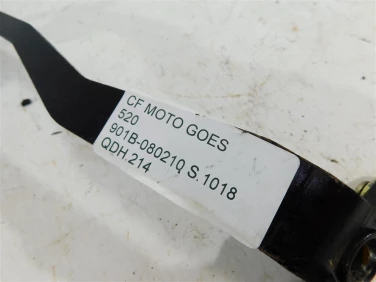 CF MOTO GOES
520
901B-080210 S.1018
QDH 214